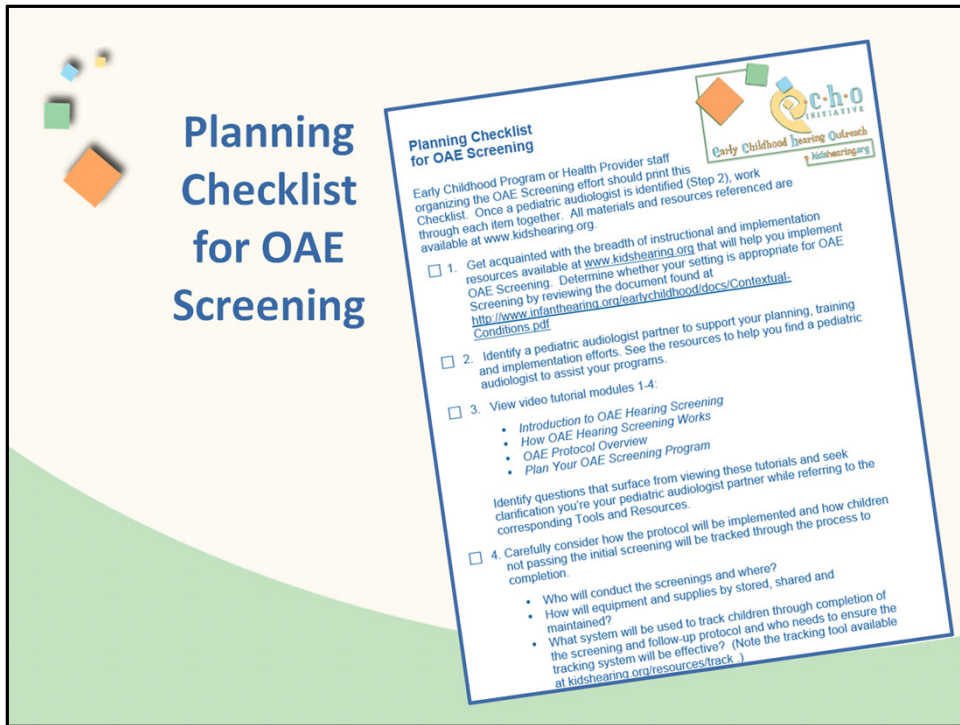 Planning
Checklist
for OAE
Screening
e·c·h·o
INITIATIVE
Early Childhood Hearing Outreach
kidshearing.org
Planning Checklist
for OAE Screening
Early Childhood Program or Health Provider staff
organizing the OAE Screening effort should print this
Checklist. Once a pediatric audiologist is identified (Step 2), work
through each item together. All materials and resources referenced are
available at www.kidshearing.org.
1. Get acquainted with the breadth of instructional and implementation
resources available at www.kidshearing.org that will help you implement
OAE Screening. Determine whether your setting is appropriate for OAE
Screening by reviewing the document found at
http://www.infanthearing.org/earlychildhood/docs/Contextual-
Conditions.pdf
2. Identify a pediatric audiologist partner to support your planning, training
and implementation efforts. See the resources to help you find a pediatric
audiologist to assist your programs.
3. View video tutorial modules 1-4:
• Introduction to OAE Hearing Screening
• How OAE Hearing Screening Works
• OAE Protocol Overview
• Plan Your OAE Screening Program
Identify questions that surface from viewing these tutorials and seek
clarification you're your pediatric audiologist partner while referring to the
corresponding Tools and Resources.
4. Carefully consider how the protocol will be implemented and how children
not passing the initial screening will be tracked through the process to
completion.
• Who will conduct the screenings and where?
• How will equipment and supplies by stored, shared and
maintained?
• What system will be used to track children through completion of
the screening and follow-up protocol and who needs to ensure the
tracking system will be effective? (Note the tracking tool available
at kidshearing.org/resources/track .)